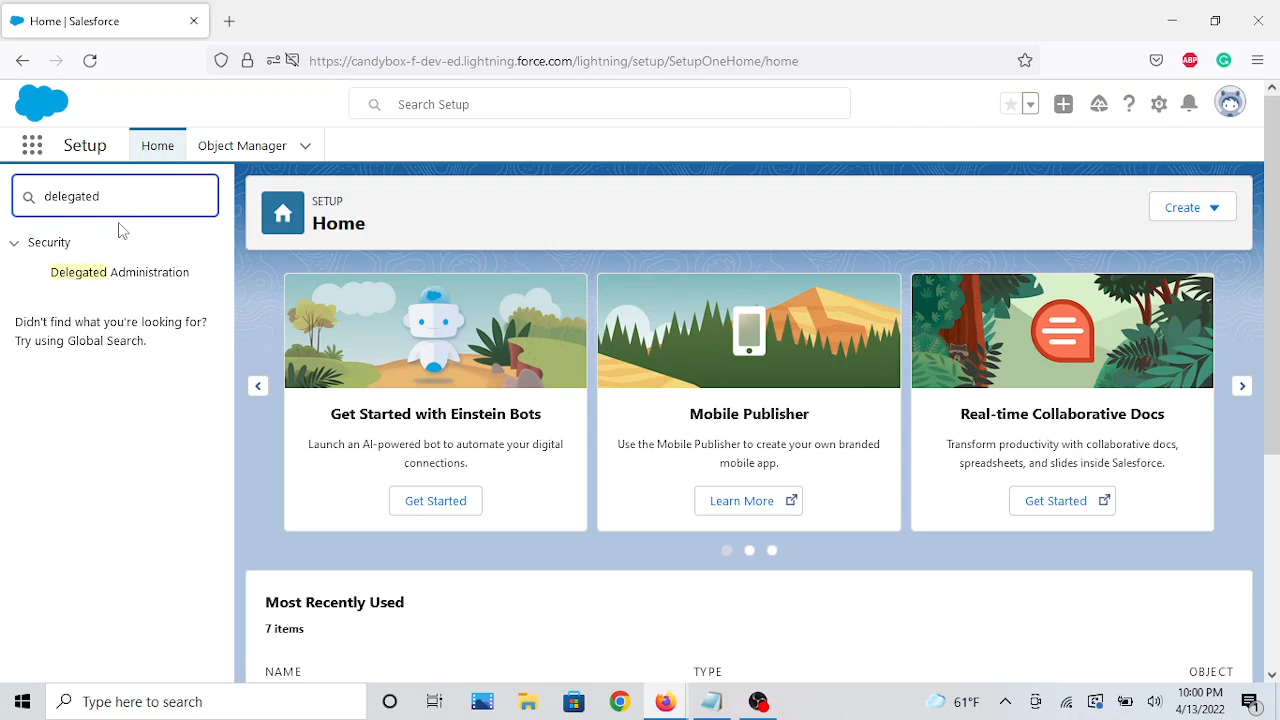 Home | Salesforce
https://candybox-f-dev-ed.lightning.force.com/lightning/setup/SetupOneHome/home
ABP
Search Setup
Setup
Home
Object Manager
delegated
Security
Delegated Administration
Didn't find what you're looking for?
Try using Global Search.
SETUP
Home
Create
Get Started with Einstein Bots
Launch an AI-powered bot to automate your digital
connections.
Get Started
Mobile Publisher
Use the Mobile Publisher to create your own branded
mobile app.
Learn More
Real-time Collaborative Docs
Transform productivity with collaborative docs,
spreadsheets, and slides inside Salesforce.
Get Started
Most Recently Used
7 items
NAME
TYPE
OBJECT
Type here to search
61°F
10:00 PM
4/13/2022
1